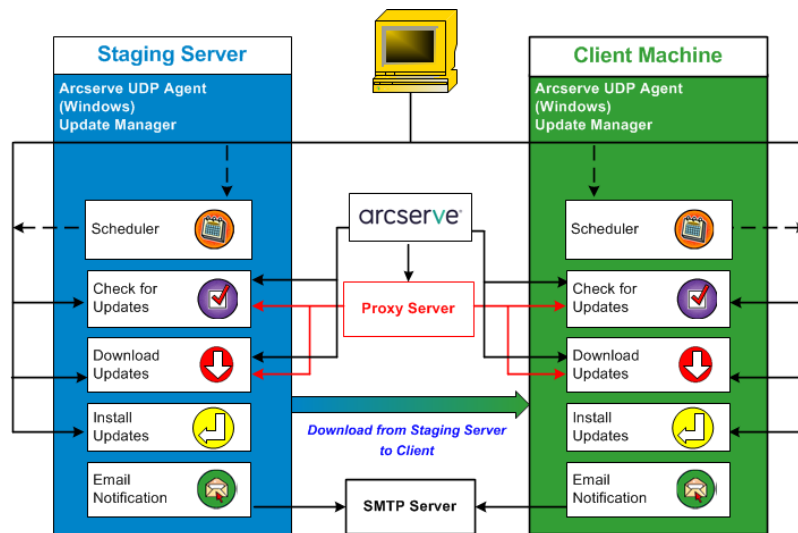 Staging Server
Arcserve UDP Agent
(Windows)
Update Manager
Scheduler
Check for
Updates
Download
Updates
Install
Updates
Email
Notification
arcserve®
Proxy Server
Download from Staging Server
to Client
SMTP Server
Client Machine
Arcserve UDP Agent
(Windows)
Update Manager
Scheduler
Check for
Updates
Download
Updates
Install
Updates
Email
Notification